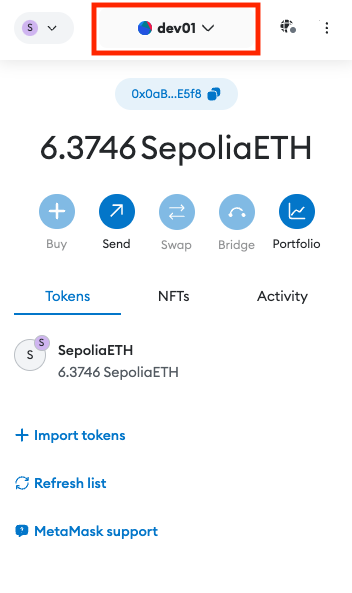 S
dev01
0x0aB...E5f8
6.3746 SepoliaETH
Buy
Send
Swap
Bridge
Portfolio
Tokens
NFTs
Activity
S
S
SepoliaETH
6.3746 SepoliaETH
Import tokens
Refresh list
MetaMask support